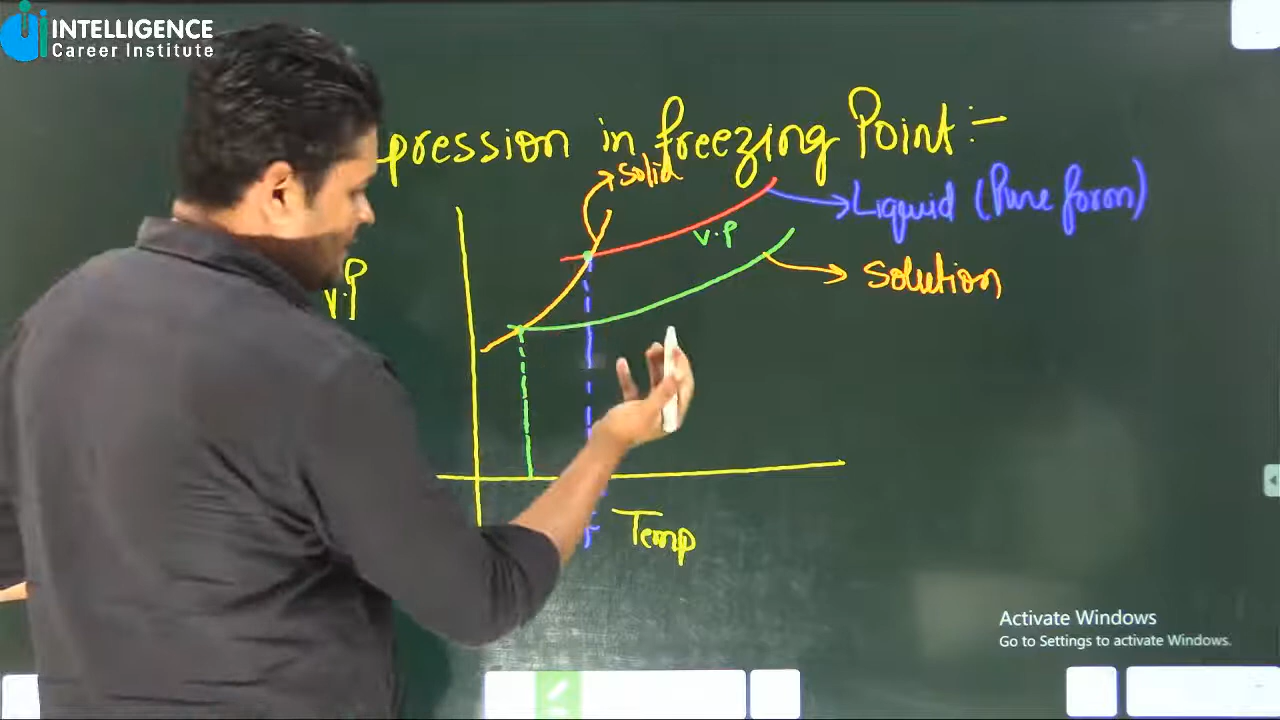 INTELLIGENCE
Career Institute
pression in freezing Point :-
solid
Liquid (Pure form)
V.P
Solution
V.P
Temp
Activate Windows
Go to Settings to activate Windows.